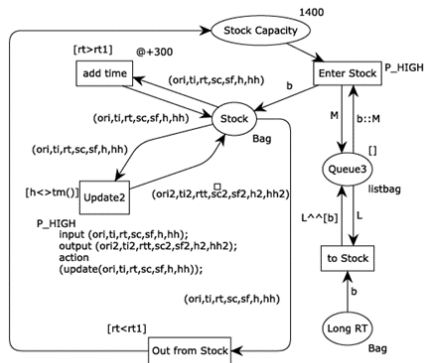 1400
Stock Capacity
[rt>rt1]
@+300
add time
Enter Stock
P_HIGH
(ori,ti,rt,sc,sf,h,hh)
b
(ori,ti,rt,sc,sf,h,hh)
Stock
Bag
M
b::M
(ori,ti,rt,sc,sf,h,hh)
[]
Queue3
listbag
[h<>tm()]
Update2
(ori2,ti2,rtt,sc2,sf2,h2,hh2)
P_HIGH
input (ori,ti,rt,sc,sf,h,hh);
output (ori2,ti2,rtt,sc2,sf2,h2,hh2);
action
(update(ori,ti,rt,sc,sf,h,hh));
L^^[b]
L
to Stock
b
(ori,ti,rt,sc,sf,h,hh)
[rt<rt1]
Out from Stock
Long RT
Bag